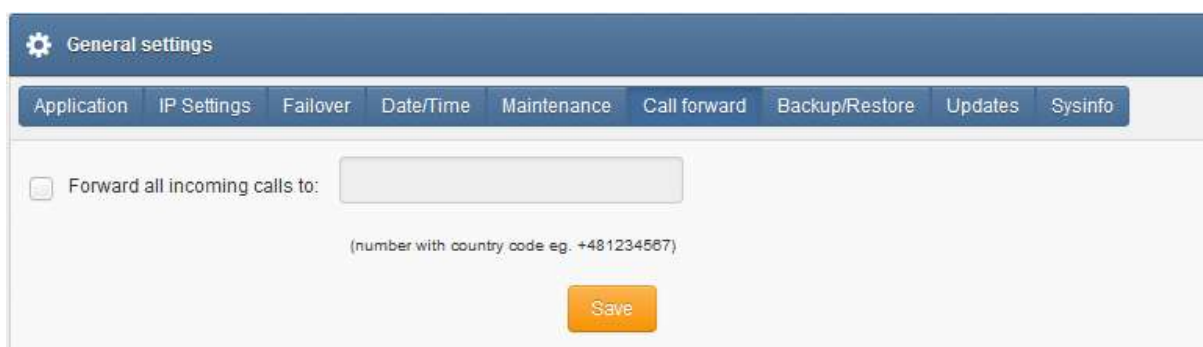 General settings
Application IP Settings Failover Date/Time Maintenance Call forward Backup/Restore Updates Sysinfo
Forward all incoming calls to:
(number with country code eg. +481234567)
Save